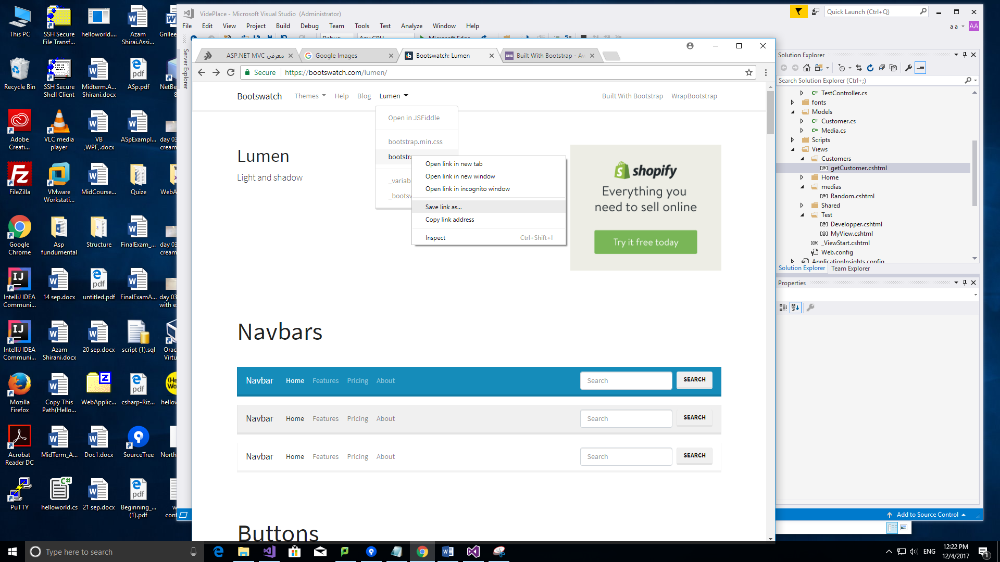 This PC
SSH Secure
File Transf...
helloworld....
Azam
Shirai.Assi...
Grillee
Recycle Bin
SSH Secure
Shell Client
Midterm.A...
Shirani.docx
ASp.pdf
NetBe
8
Adobe
Creati...
VLC media
player
VB
,WPF,.docx
ASpExampl...
day 03
cream
FileZilla
VMware
Workstati...
MidCourse...
Quize
WebA
Google
Chrome
Asp
fundumental
Structure
FinalExam_...
day 03
cream
IntelliJ IDEA
Communi...
14 sep.docx
untitled.pdf
FinalExamA...
day 03
with e
IntelliJ IDEA
Communi...
Azam
Shirani.docx
20 sep.docx
script (1).sql
Orac
Virtu
Mozilla
Firefox
Copy This
Path(Hello...
WebApplic...
csharp-Riz...
hellow
Acrobat
Reader DC
MidTerm_A...
Doc1.docx
SourceTree
North
PuTTY
helloworld.cs
21 sep.docx
Beginning_...
(1).pdf
w
cont
VidePlace - Microsoft Visual Studio (Administrator)
Quick Launch (Ctrl+Q)
File Edit View Project Build Debug Team Tools Test Analyze Window Help
a a
AA
Server Explorer
ASP.NET MVC معرفی
Google Images
Bootswatch: Lumen
Built With Bootstrap - Aw
Secure
https://bootswatch.com/lumen/
Bootswatch Themes Help Blog Lumen Built With Bootstrap WrapBootstrap
Open in JSFiddle
bootstrap.min.css
bootstra
_variab
_bootsw
Open link in new tab
Open link in new window
Open link in incognito window
Save link as...
Copy link address
Inspect Ctrl+Shift+I
Lumen
Light and shadow
shopify
Everything you
need to sell online
Try it free today
Navbars
Navbar Home Features Pricing About Search SEARCH
Navbar Home Features Pricing About Search SEARCH
Navbar Home Features Pricing About Search SEARCH
Buttons
Solution Explorer
Search Solution Explorer (Ctrl+;)
TestController.cs
fonts
Models
Customer.cs
Media.cs
Scripts
Views
Customers
getCustomer.cshtml
Home
medias
Random.cshtml
Shared
Test
Developper.cshtml
MyView.cshtml
_ViewStart.cshtml
Web.config
ApplicationInsights.config
Solution Explorer Team Explorer
Properties
Add to Source Control
Type here to search
ENG
12:22 PM
12/4/2017
1